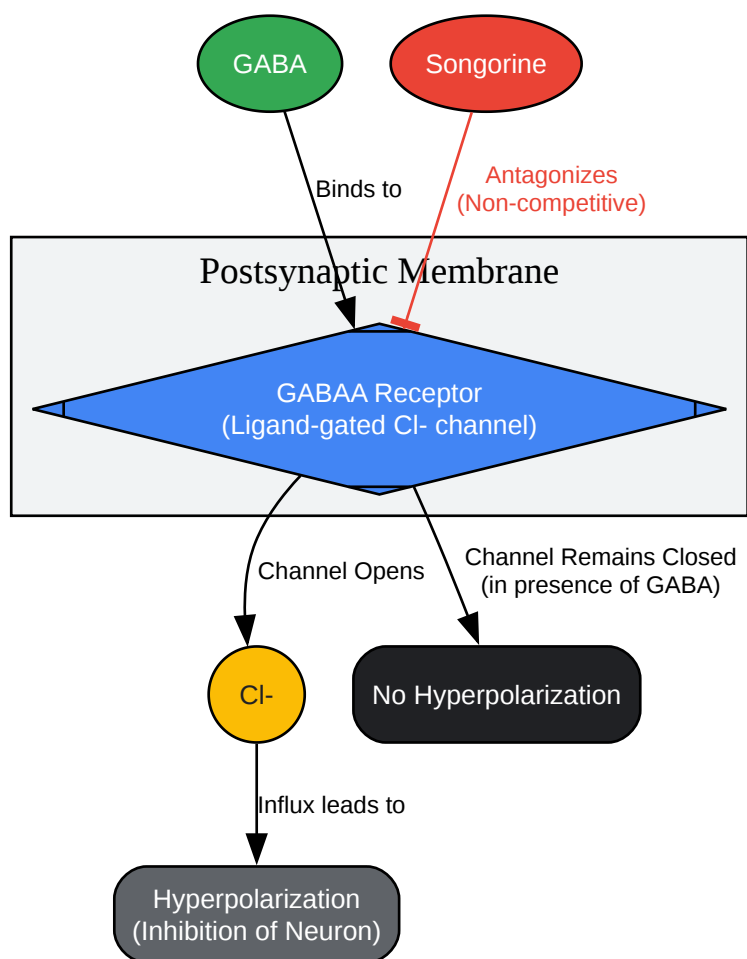 GABA
Songorine
Binds to
Antagonizes
(Non-competitive)
Postsynaptic Membrane
GABAA Receptor
(Ligand-gated Cl- channel)
Channel Opens
Channel Remains Closed
(in presence of GABA)
Cl-
No Hyperpolarization
Influx leads to
Hyperpolarization
(Inhibition of Neuron)